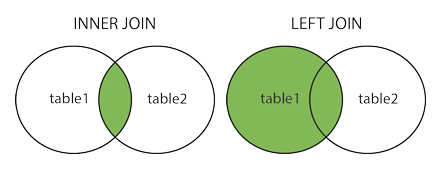 INNER JOIN
LEFT JOIN
table1
table2
table1
table2